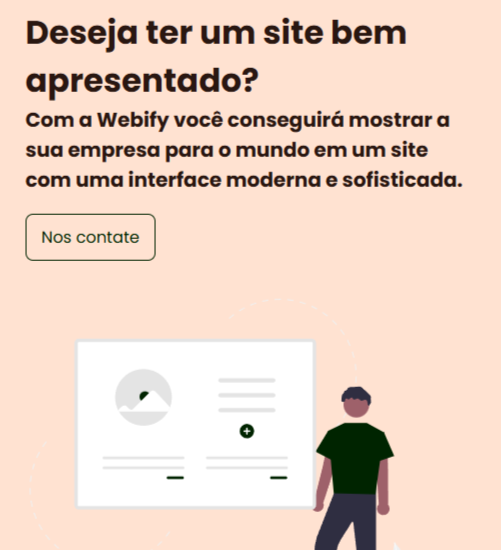 Deseja ter um site bem
apresentado?
Com a Webify você conseguirá mostrar a
sua empresa para o mundo em um site
com uma interface moderna e sofisticada.
Nos contate